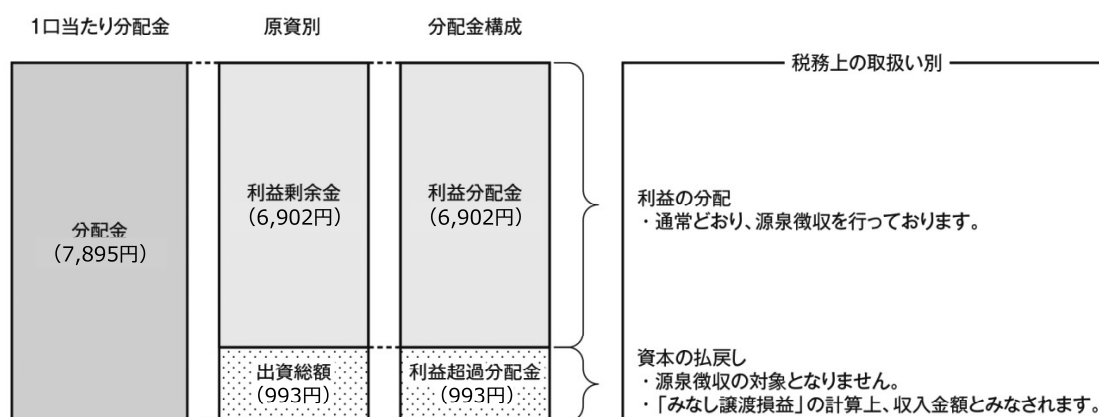 1口当たり分配金
原資別
分配金構成
税務上の取扱い別
分配金
（7,895円）
利益剰余金
（6,902円）
利益分配金
（6,902円）
利益の分配
・通常どおり、源泉徴収を行っております。
出資総額
（993円）
利益超過分配金
（993円）
資本の払戻し
・源泉徴収の対象となりません。
・「みなし譲渡損益」の計算上、収入金額とみなされます。